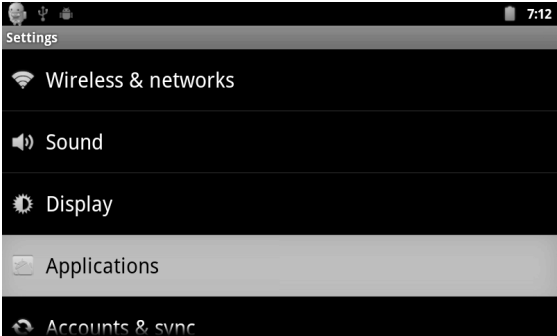 7:12
Settings
Wireless & networks
Sound
Display
Applications
Accounts & sync